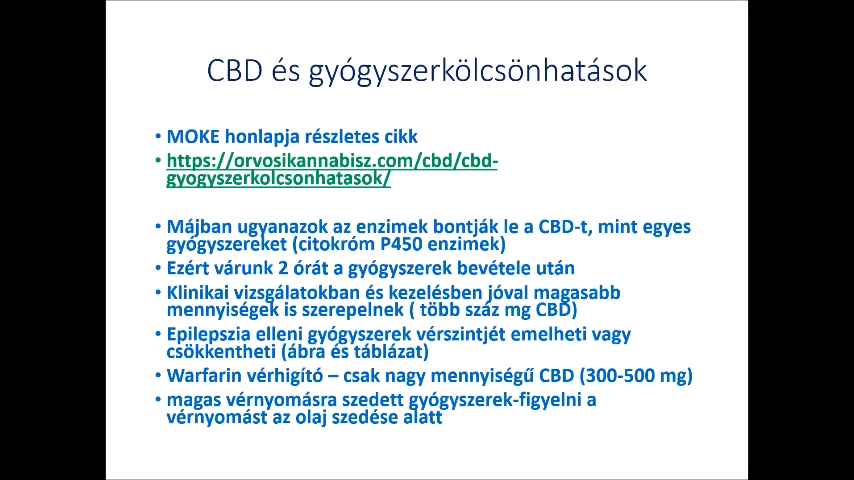 CBD és gyógyszerkölcsönhatások
• MOKE honlapja részletes cikk
• https://orvosikannabisz.com/cbd/cbd-
gyogyszerkolcsonhatasok/
• Májban ugyanazok az enzimek bontják le a CBD-t, mint egyes
gyógyszereket (citokróm P450 enzimek)
• Ezért várunk 2 órát a gyógyszerek bevétele után
• Klinikai vizsgálatokban és kezelésben jóval magasabb
mennyiségek is szerepelnek ( több száz mg CBD)
• Epilepszia elleni gyógyszerek vérszintjét emelheti vagy
csökkentheti (ábra és táblázat)
• Warfarin vérhigító – csak nagy mennyiségű CBD (300-500 mg)
• magas vérnyomásra szedett gyógyszerek-figyelni a
vérnyomást az olaj szedése alatt